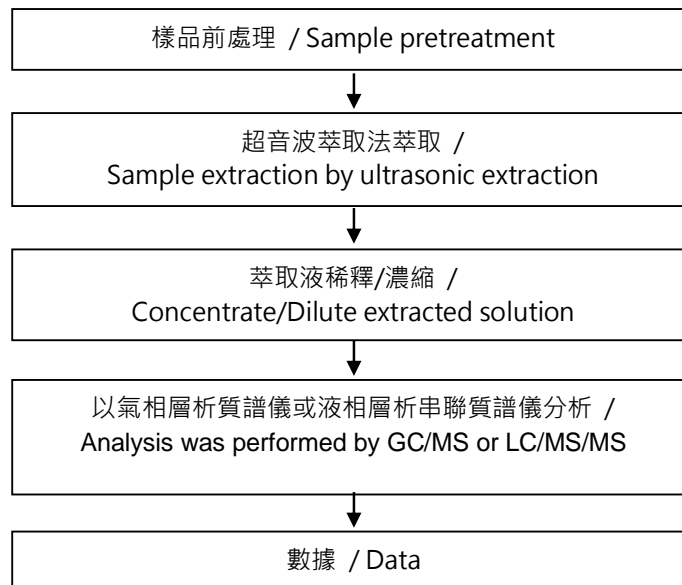 樣品前處理 / Sample pretreatment
超音波萃取法萃取 /
Sample extraction by ultrasonic extraction
萃取液稀釋/濃縮 /
Concentrate/Dilute extracted solution
以氣相層析質譜儀或液相層析串聯質譜儀分析 /
Analysis was performed by GC/MS or LC/MS/MS
數據 / Data